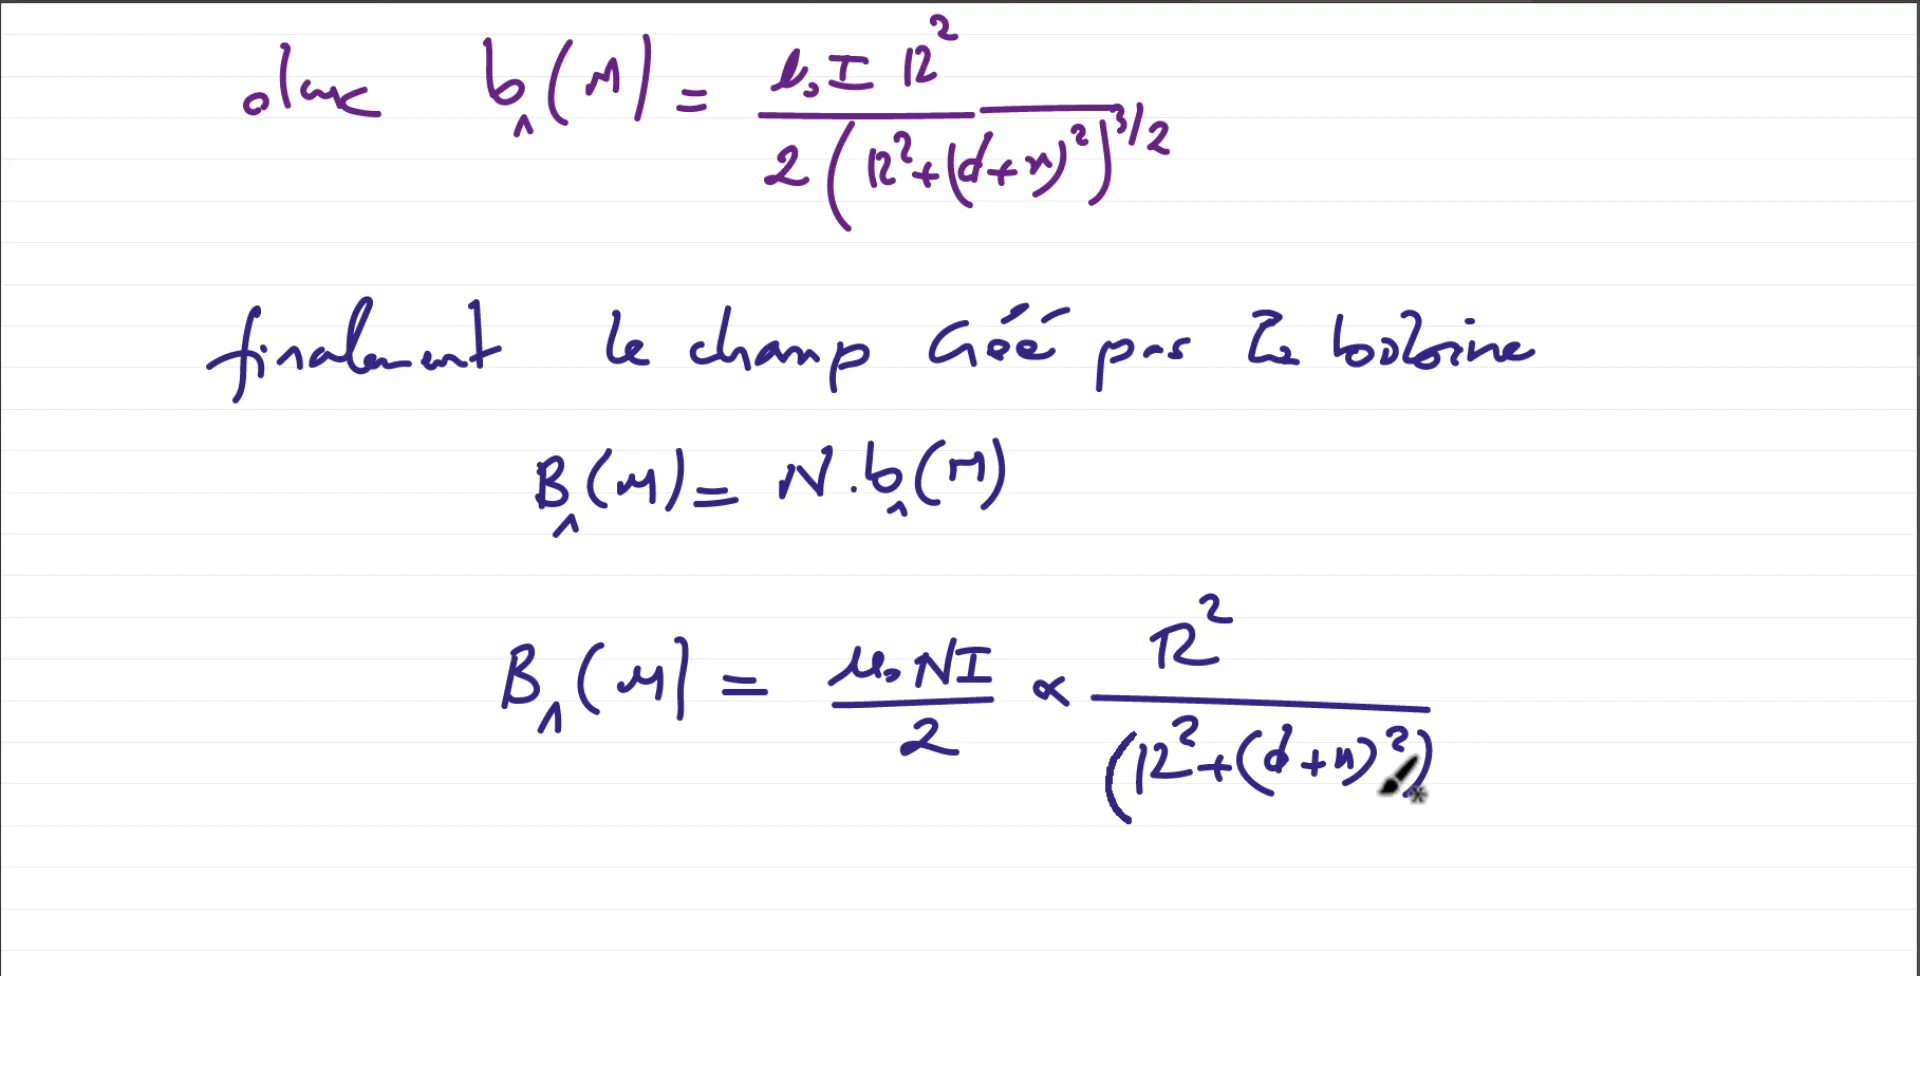 donc b₁(M) = μ₀I R² / 2(R²+(d+x)²)^3/2
finalement le champ créé par la bobine
B₁(M) = N.b₁(M)
B₁(M) = μ₀NI / 2 × R² / (R²+(d+x)²)